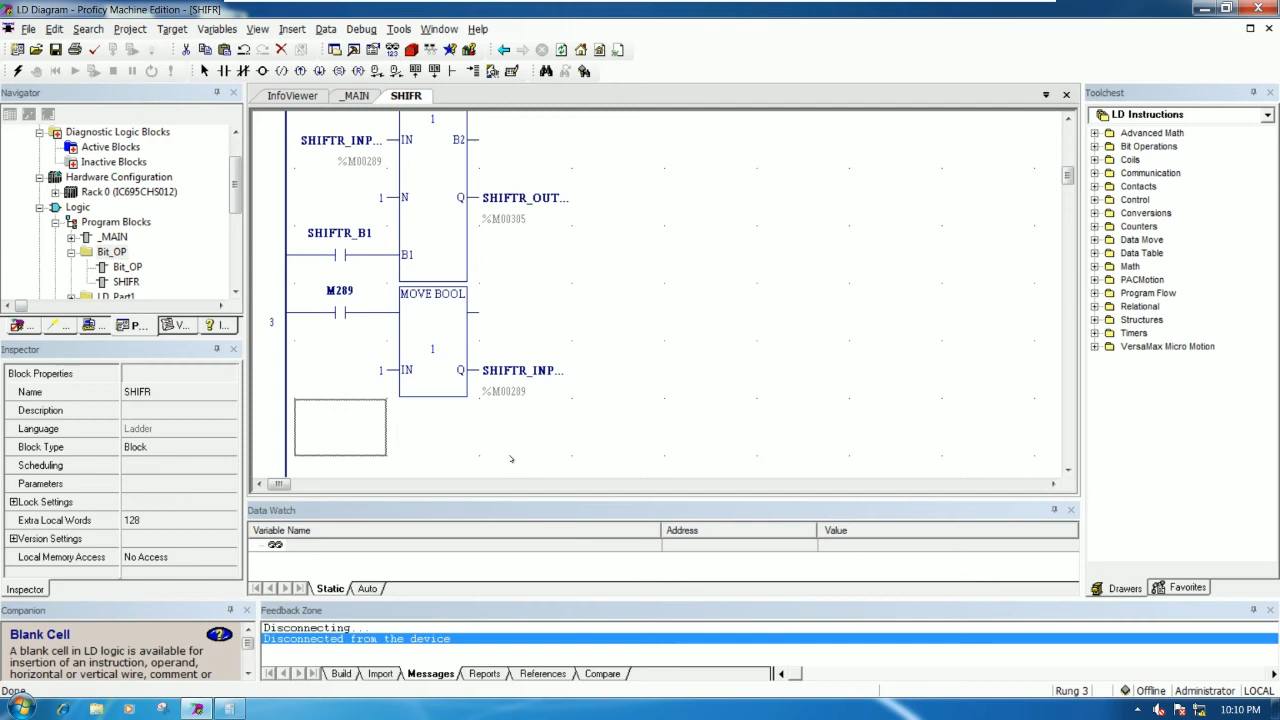 LD Diagram - Proficy Machine Edition - [SHIFR]
File Edit Search Project Target Variables View Insert Data Debug Tools Window Help
Navigator
Diagnostic Logic Blocks
Active Blocks
Inactive Blocks
Hardware Configuration
Rack 0 (IC695CHS012)
Logic
Program Blocks
_MAIN
Bit_OP
Bit_OP
SHIFR
LD_Part1
P... V... I...
Inspector
Block Properties
Name SHIFR
Description
Language Ladder
Block Type Block
Scheduling
Parameters
Lock Settings
Extra Local Words 128
Version Settings
Local Memory Access No Access
Inspector
Companion
Blank Cell
A blank cell in LD logic is available for
insertion of an instruction, operand,
horizontal or vertical wire, comment or
InfoViewer _MAIN SHIFR
1
SHIFTR_INP... IN B2
%M00289
1 N Q SHIFTR_OUT...
%M00305
SHIFTR_B1
B1
M289 MOVE BOOL
3
1
1 IN Q SHIFTR_INP...
%M00289
Data Watch
Variable Name Address Value
Static Auto
Feedback Zone
Disconnecting...
Disconnected from the device
Build Import Messages Reports References Compare
Toolchest
LD Instructions
Advanced Math
Bit Operations
Coils
Communication
Contacts
Control
Conversions
Counters
Data Move
Data Table
Math
PACMotion
Program Flow
Relational
Structures
Timers
VersaMax Micro Motion
Drawers Favorites
Done
Rung 3 Offline Administrator LOCAL
10:10 PM